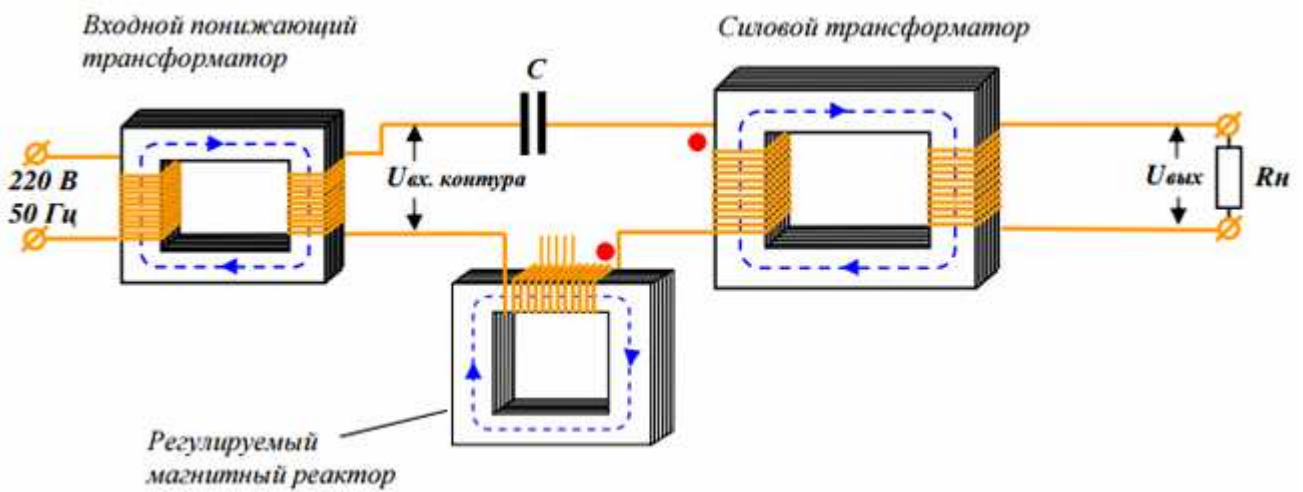 Входной понижающий
трансформатор
Силовой трансформатор
C
220 В
50 Гц
Uвх. контура
Uвых
Rн
Регулируемый
магнитный реактор